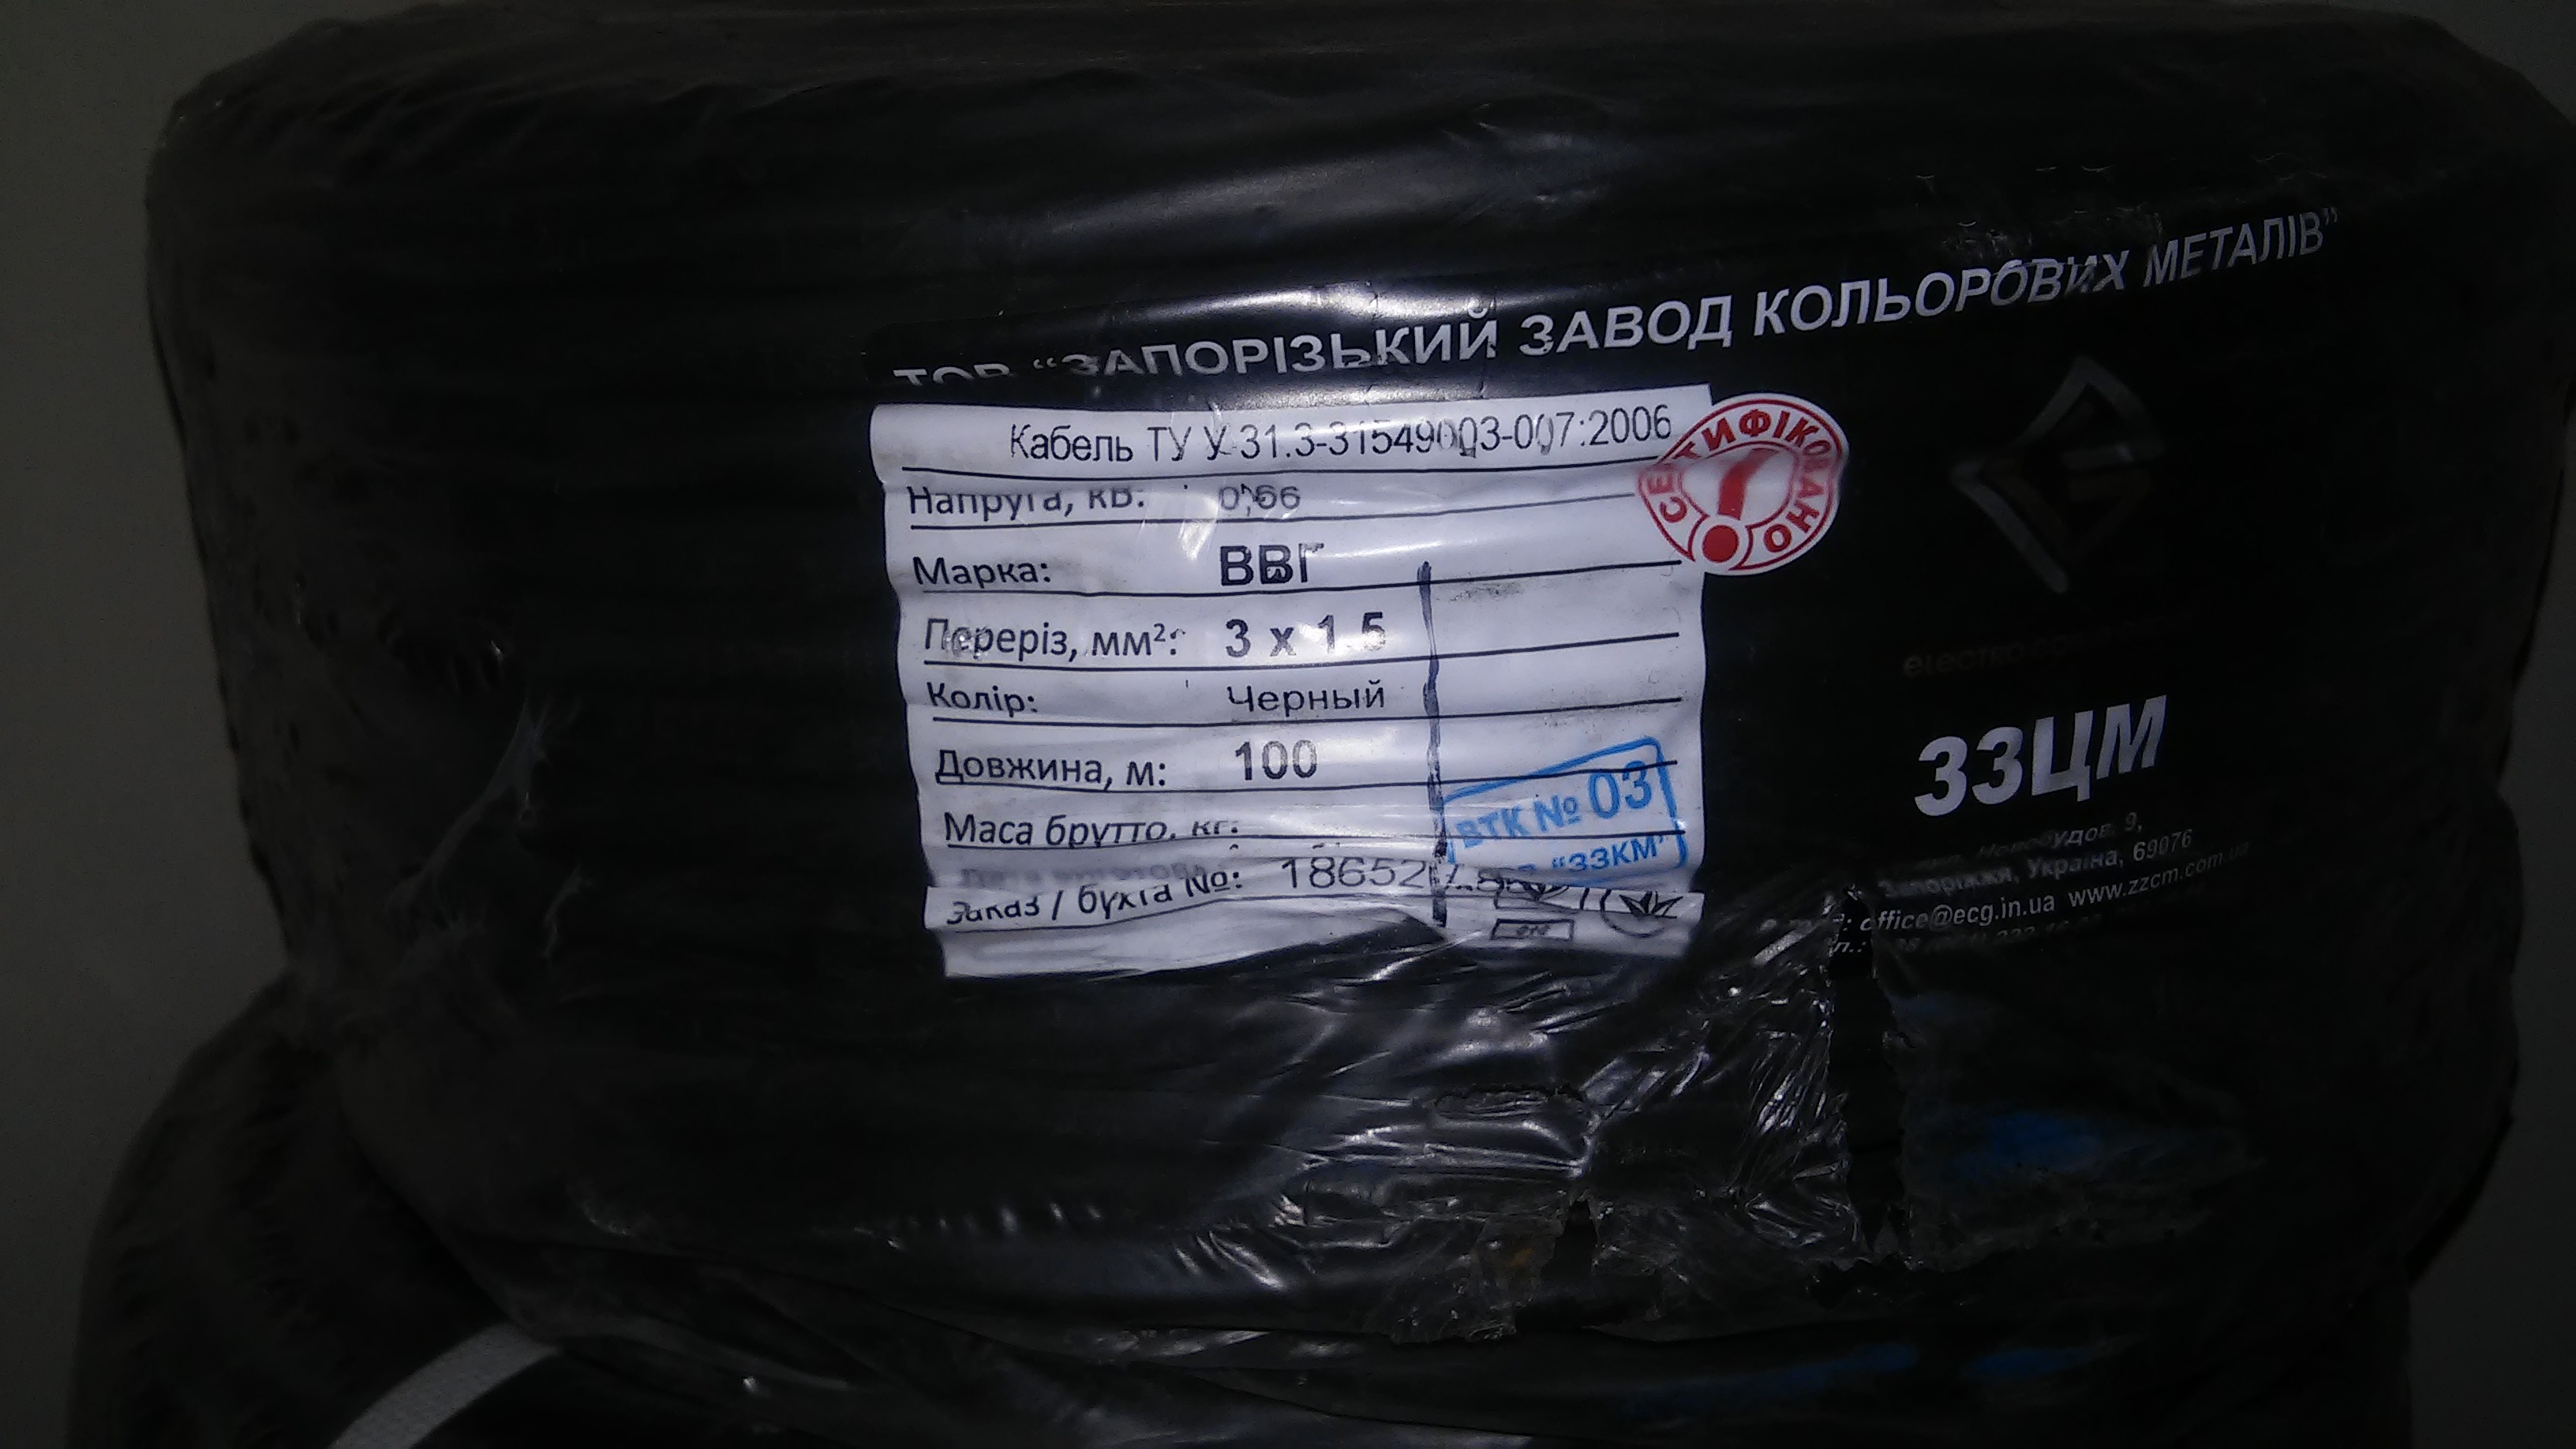 ТОВ “ЗАПОРІЗЬКИЙ ЗАВОД КОЛЬОРОВИХ МЕТАЛІВ”
Кабель ТУ У 31.3-31549003-007:2006
СЕРТИФІКОВАНО
Напруга, кВ: 0,66
Марка: ВВГ
Переріз, мм²: 3 х 1.5
Колір: Черный
Довжина, м: 100
Маса брутто, кг:
ВТК № 03
"ЗЗКМ"
Заказ / бухта №:
ЗЗЦМ
9,
Запоріжжя, Україна, 69076
office@ecg.in.ua www.zzcm.com.ua